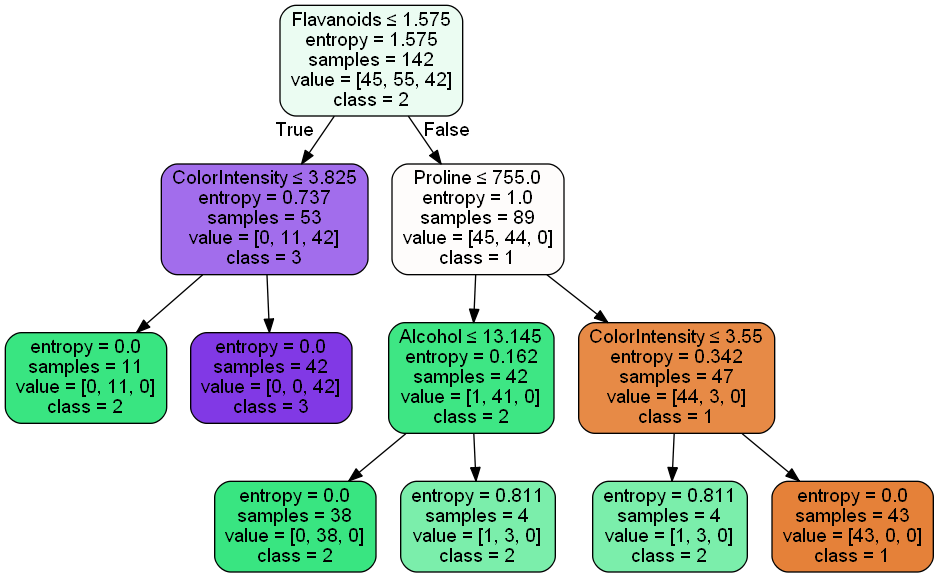 Flavanoids ≤ 1.575
entropy = 1.575
samples = 142
value = [45, 55, 42]
class = 2
True
False
ColorIntensity ≤ 3.825
entropy = 0.737
samples = 53
value = [0, 11, 42]
class = 3
Proline ≤ 755.0
entropy = 1.0
samples = 89
value = [45, 44, 0]
class = 1
entropy = 0.0
samples = 11
value = [0, 11, 0]
class = 2
entropy = 0.0
samples = 42
value = [0, 0, 42]
class = 3
Alcohol ≤ 13.145
entropy = 0.162
samples = 42
value = [1, 41, 0]
class = 2
ColorIntensity ≤ 3.55
entropy = 0.342
samples = 47
value = [44, 3, 0]
class = 1
entropy = 0.0
samples = 38
value = [0, 38, 0]
class = 2
entropy = 0.811
samples = 4
value = [1, 3, 0]
class = 2
entropy = 0.811
samples = 4
value = [1, 3, 0]
class = 2
entropy = 0.0
samples = 43
value = [43, 0, 0]
class = 1